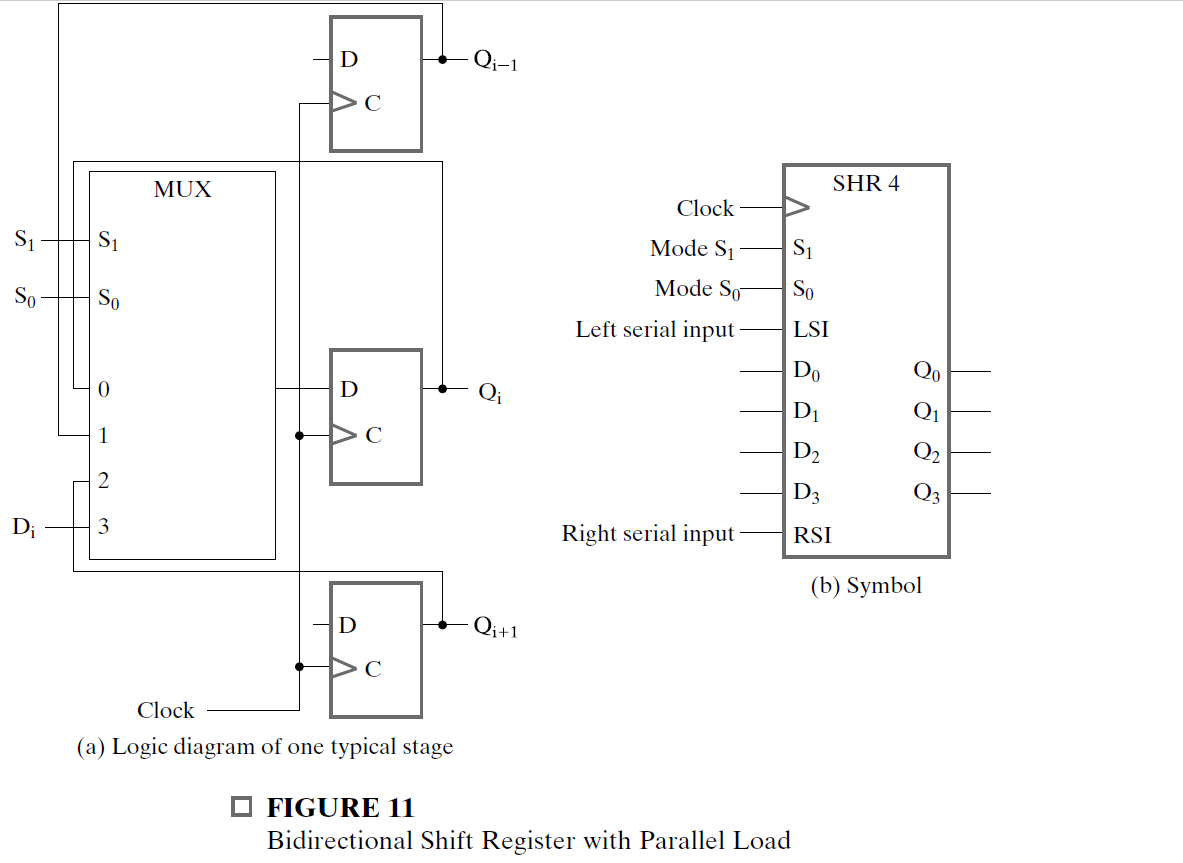 D
Qi–1
C
MUX
S1
S1
S0
S0
0
D
Qi
1
C
2
Di
3
D
Qi+1
C
Clock
(a) Logic diagram of one typical stage
SHR 4
Clock
Mode S1
S1
Mode S0
S0
Left serial input
LSI
D0
Q0
D1
Q1
D2
Q2
D3
Q3
Right serial input
RSI
(b) Symbol
FIGURE 11
Bidirectional Shift Register with Parallel Load